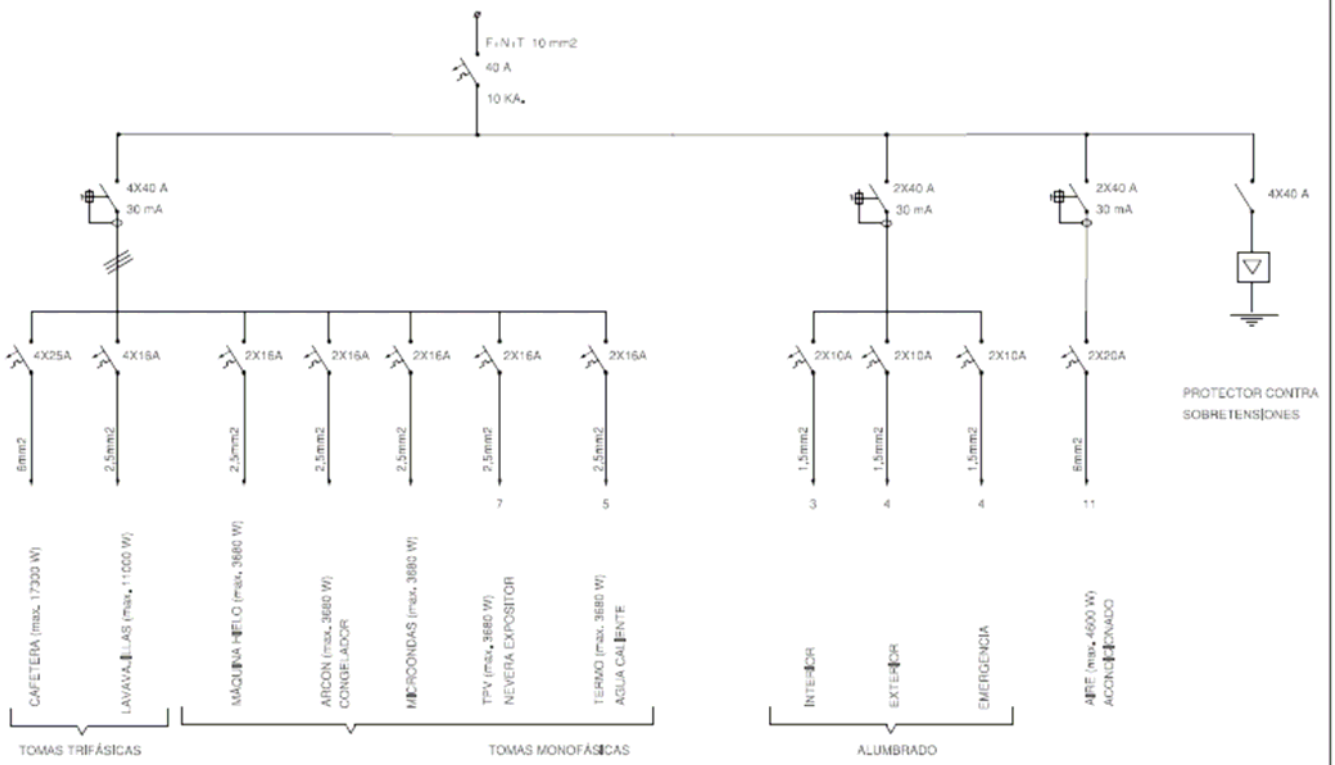 F+N+T 10 mm2
40 A
10 KA.
4X40 A
30 mA
2X40 A
30 mA
2X40 A
30 mA
4X40 A
4X25A
4X16A
2X16A
2X16A
2X16A
2X16A
2X16A
2X10A
2X10A
2X10A
2X20A
PROTECTOR CONTRA
SOBRETENSIONES
6mm2
2,5mm2
2,5mm2
2,5mm2
2,5mm2
2,5mm2
2,5mm2
1,5mm2
1,5mm2
1,5mm2
6mm2
7
5
3
4
4
11
CAFETERA (max. 17300 W)
LAVAVAJILLAS (max. 11000 W)
MÁQUINA HIELO (max. 3680 W)
ARCON (max. 3680 W)
CONGELADOR
MICROONDAS (max. 3680 W)
TPV (max. 3680 W)
NEVERA EXPOSITOR
TERMO (max. 3680 W)
AGUA CALIENTE
INTERIOR
EXTERIOR
EMERGENCIA
AIRE (max. 4600 W)
ACONDICIONADO
TOMAS TRIFÁSICAS
TOMAS MONOFÁSICAS
ALUMBRADO